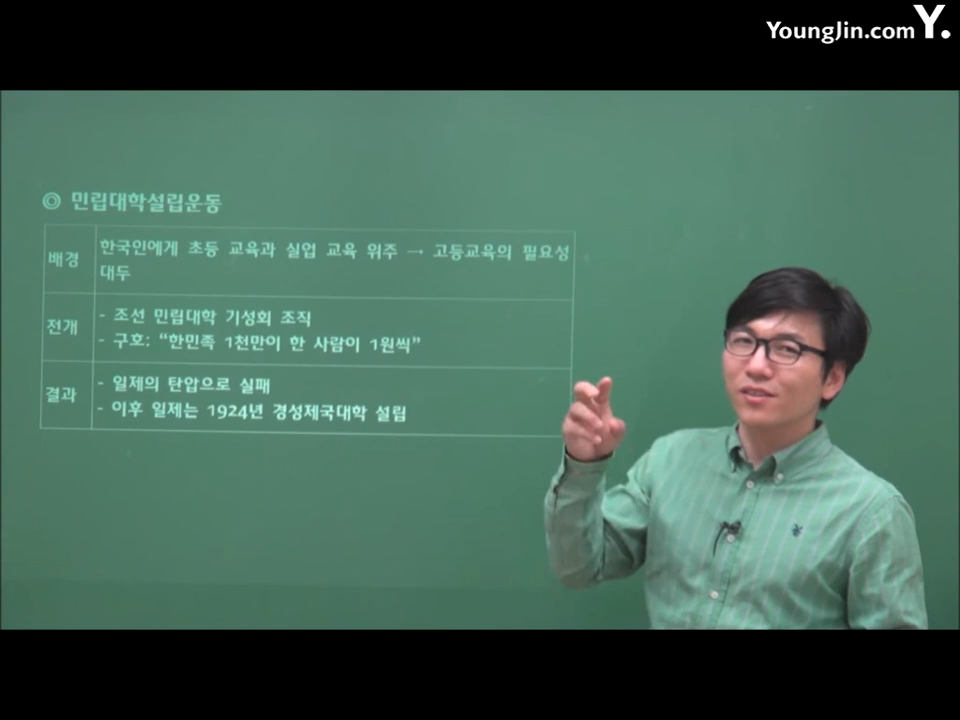 YoungJin.com Y.
◎ 민립대학설립운동
배경
한국인에게 초등 교육과 실업 교육 위주 → 고등교육의 필요성
대두
전개
- 조선 민립대학 기성회 조직
- 구호: “한민족 1천만이 한 사람이 1원씩”
결과
- 일제의 탄압으로 실패
- 이후 일제는 1924년 경성제국대학 설립